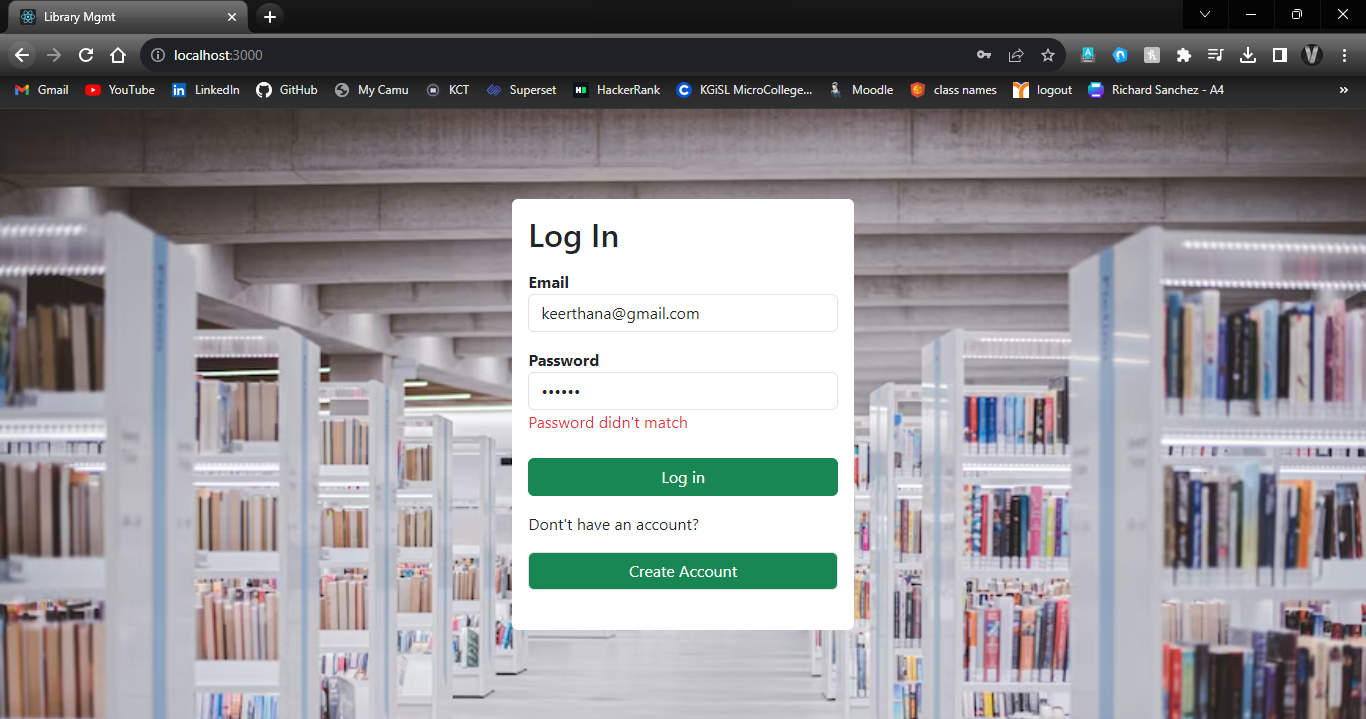 Library Mgmt
localhost:3000
Gmail YouTube LinkedIn GitHub My Camu KCT Superset HackerRank KGiSL MicroCollege... Moodle class names logout Richard Sanchez - A4 »
Log In
Email
keerthana@gmail.com
Password
••••••
Password didn't match
Log in
Dont't have an account?
Create Account